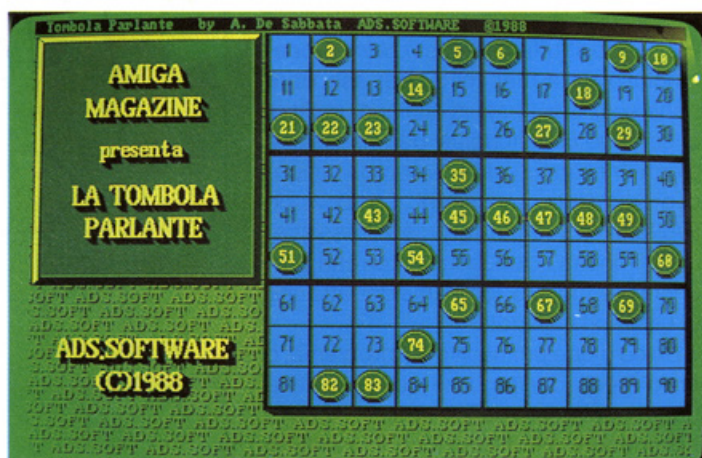 Tombola Parlante by A. De Sabbata ADS.SOFTWARE ©1988
AMIGA
MAGAZINE
presenta
LA TOMBOLA
PARLANTE
1 2 3 4 5 6 7 8 9 10
11 12 13 14 15 16 17 18 19 20
21 22 23 24 25 26 27 28 29 30
31 32 33 34 35 36 37 38 39 40
41 42 43 44 45 46 47 48 49 50
51 52 53 54 55 56 57 58 59 60
61 62 63 64 65 66 67 68 69 70
71 72 73 74 75 76 77 78 79 80
81 82 83 84 85 86 87 88 89 90
ADS.SOFTWARE
(C)1988